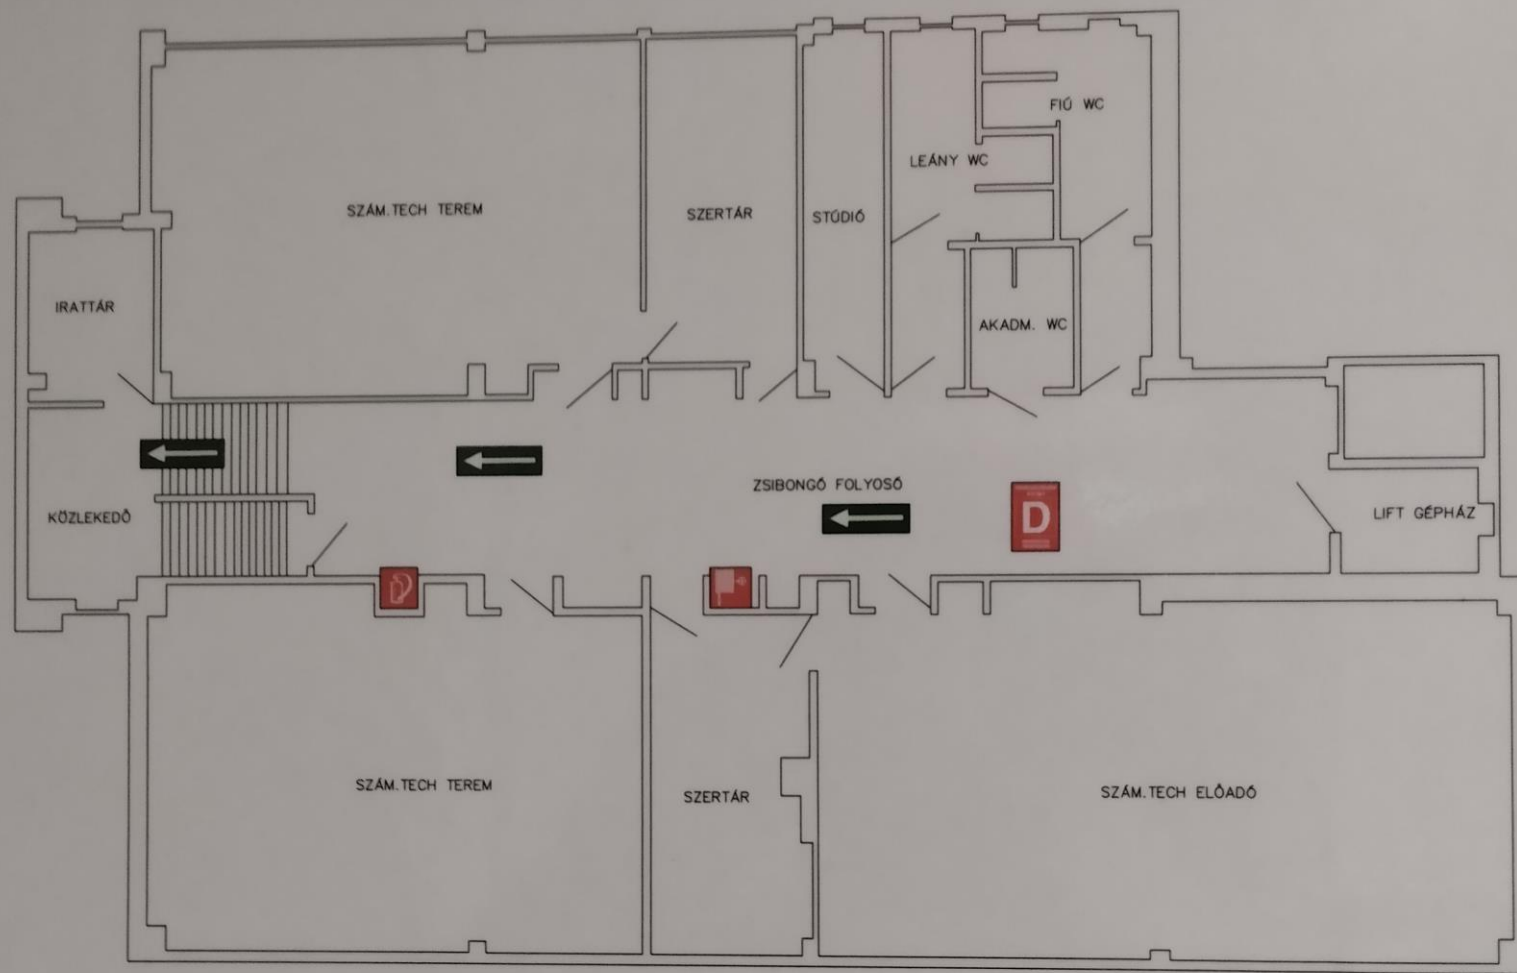 FIÚ WC
LEÁNY WC
SZÁM.TECH TEREM
SZERTÁR
STÚDIÓ
IRATTÁR
AKADM. WC
ZSIBONGÓ FOLYOSÓ
KÖZLEKEDŐ
D
LIFT GÉPHÁZ
SZÁM.TECH TEREM
SZERTÁR
SZÁM.TECH ELŐADÓ